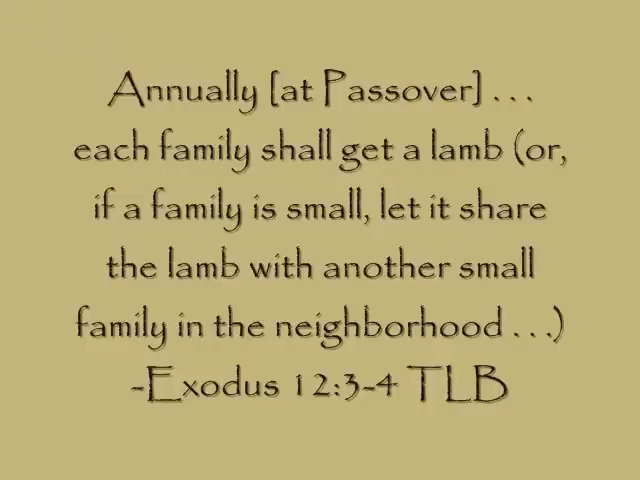 Annually [at Passover] . . .
each family shall get a lamb (or,
if a family is small, let it share
the lamb with another small
family in the neighborhood . . .)
-Exodus 12:3-4 TLB